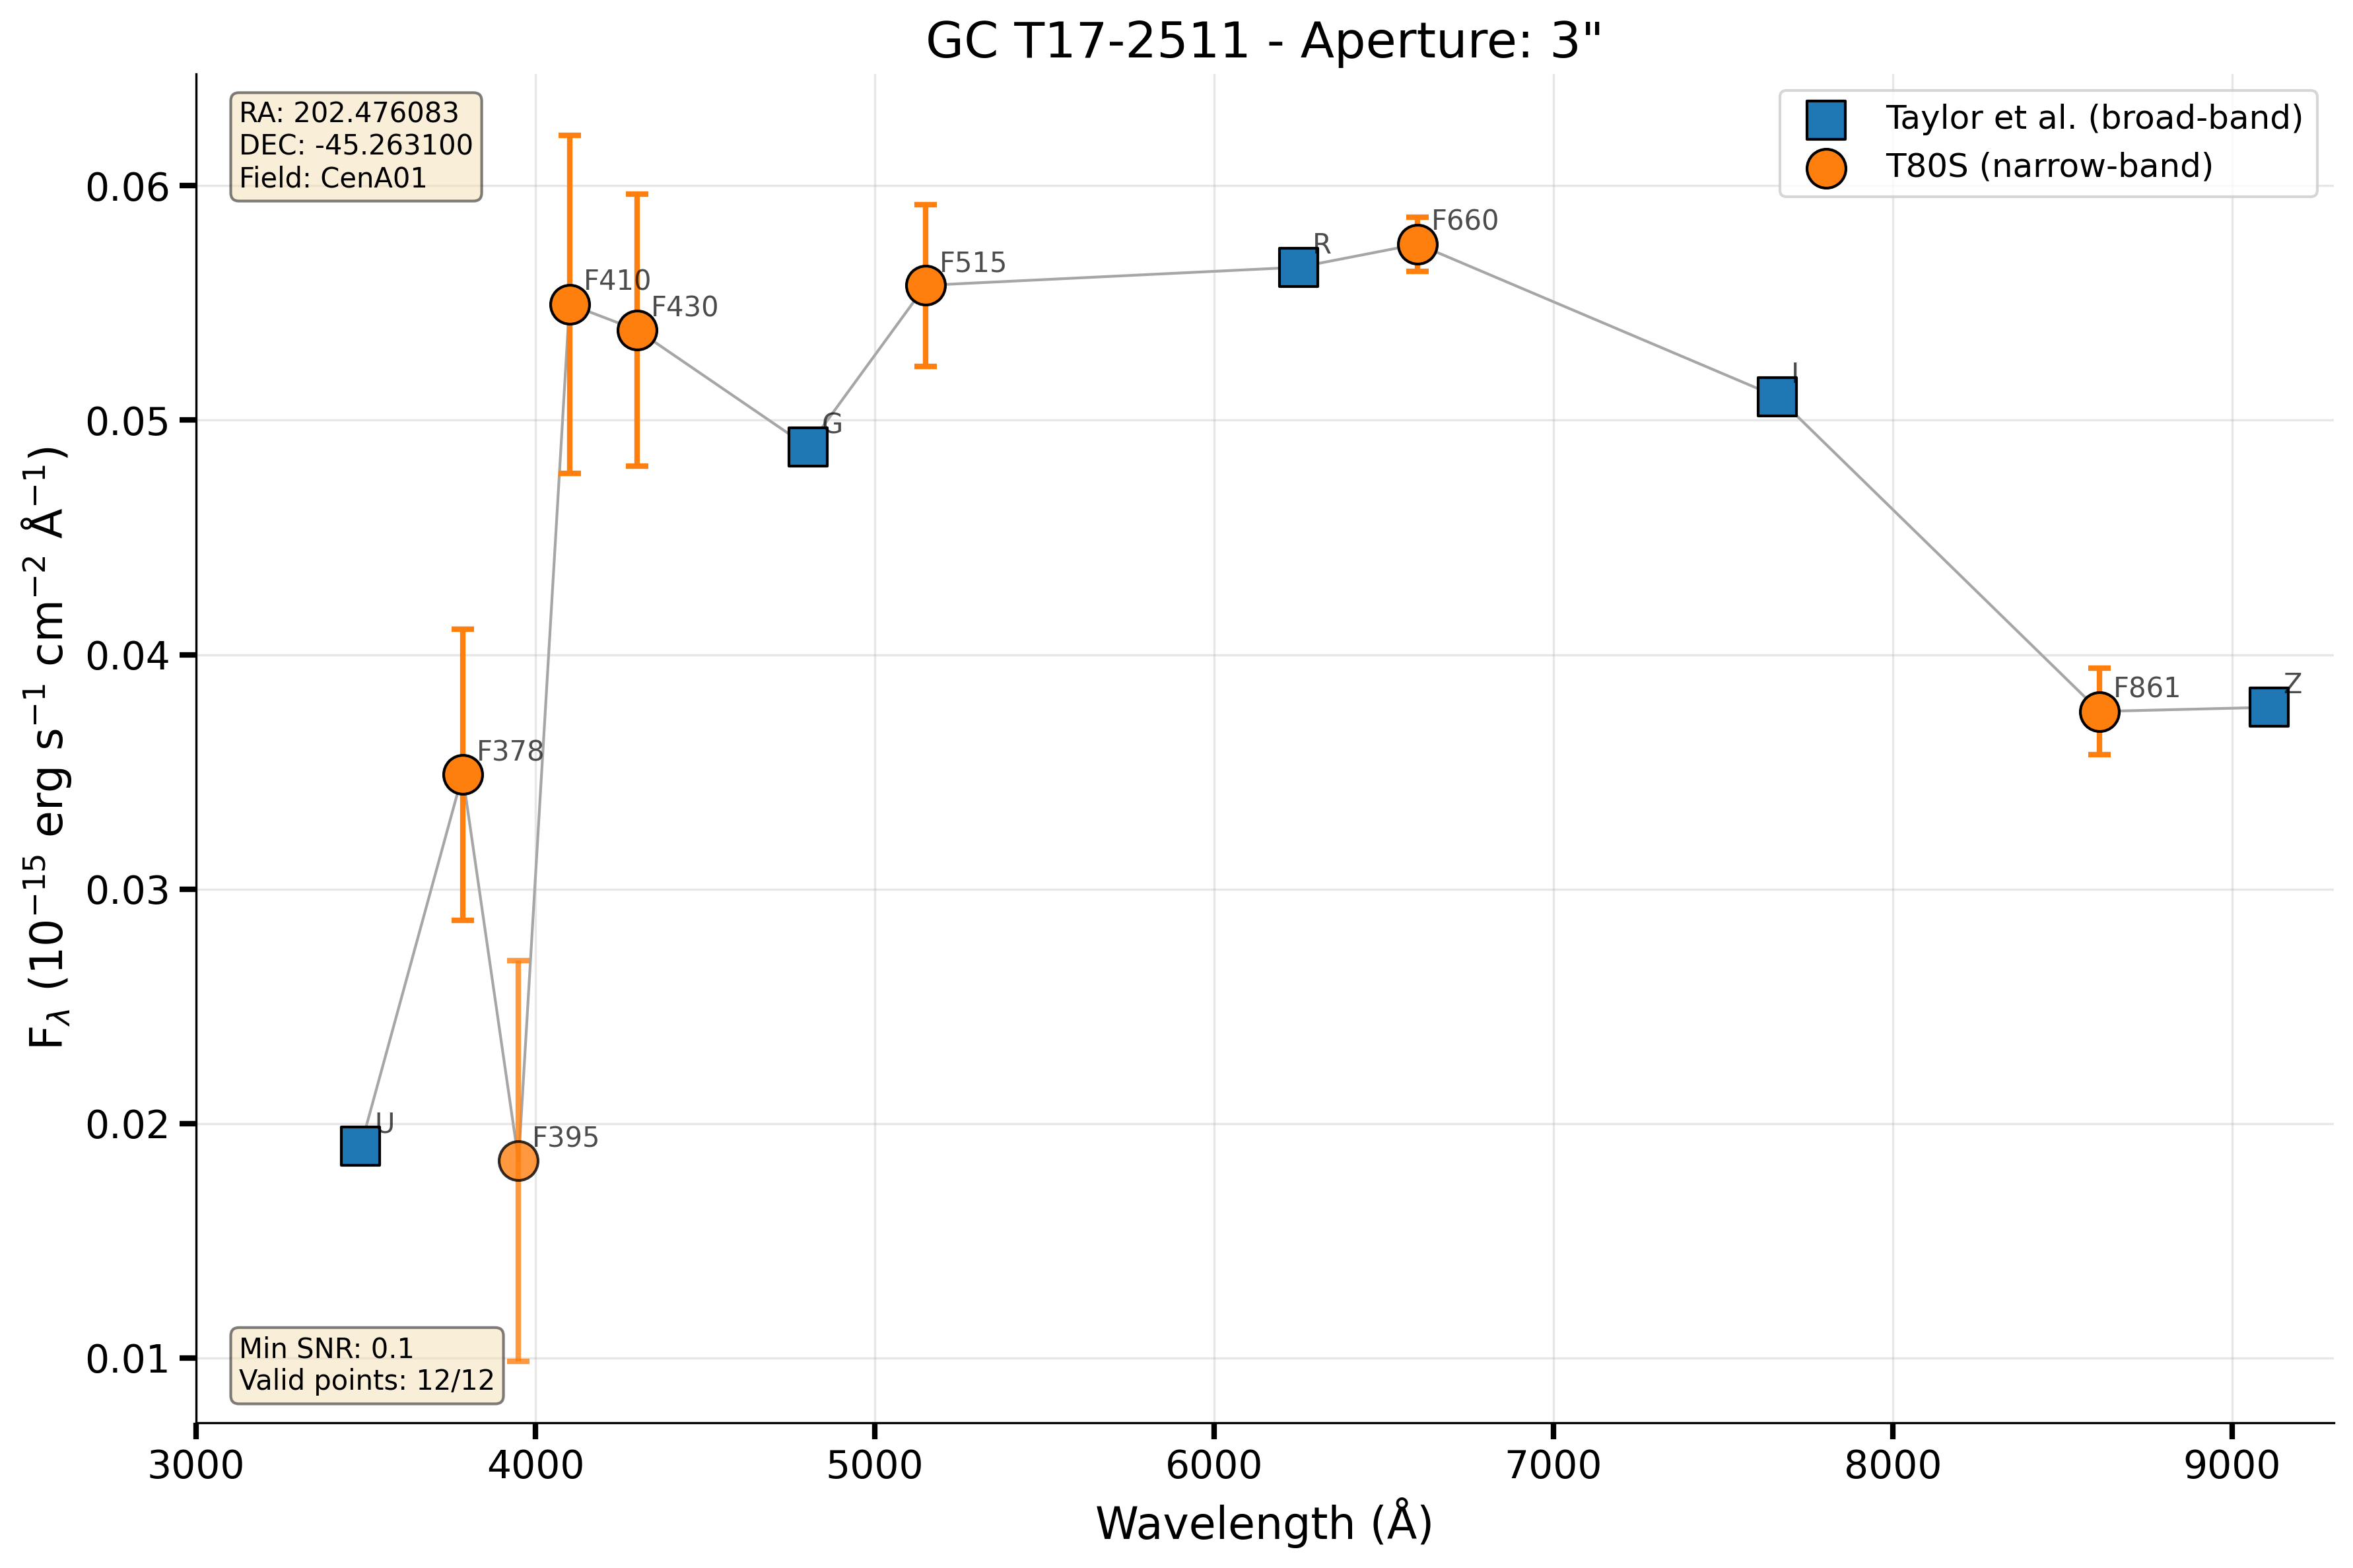 GC T17-2511 - Aperture: 3"
RA: 202.476083
DEC: -45.263100
Field: CenA01
Taylor et al. (broad-band)
T80S (narrow-band)
F660
R
F515
F410
F430
I
G
F861
Z
F378
U
F395
Min SNR: 0.1
Valid points: 12/12
0.06
0.05
0.04
0.03
0.02
0.01
F$_{λ}$ (10$^{−15}$ erg s$^{−1}$ cm$^{−2}$ Å$^{−1}$)
3000 4000 5000 6000 7000 8000 9000
Wavelength (Å)